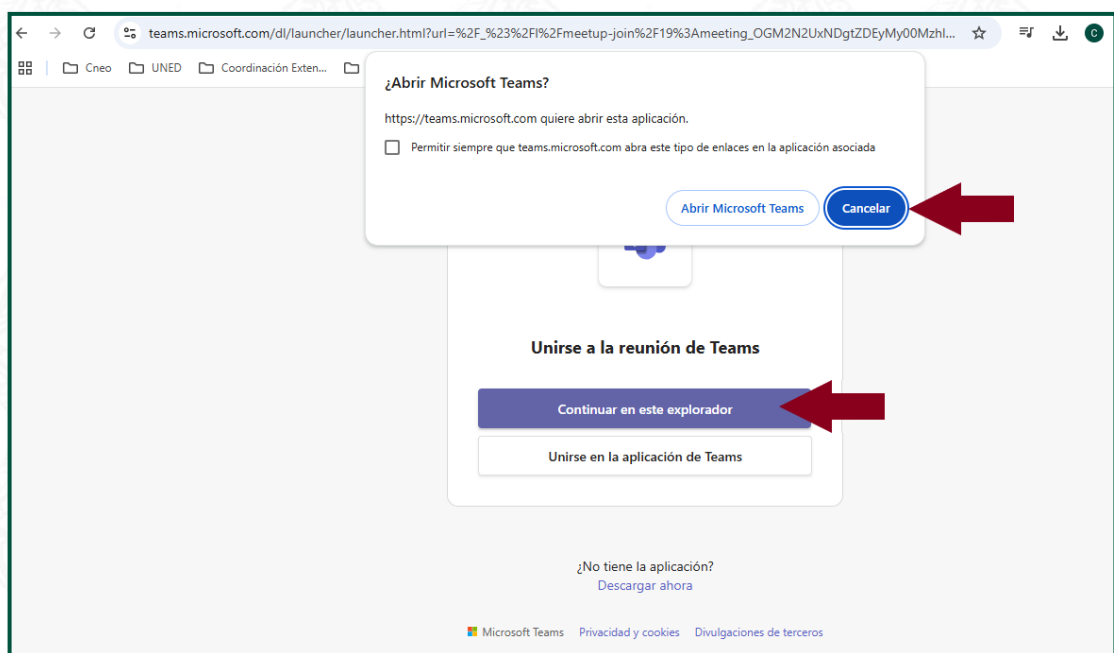 teams.microsoft.com/dl/launcher/launcher.html?url=%2F_%23%2Fl%2Fmeetup-join%2F19%3Ameeting_OGM2N2UxNDgtZDEyMy00Mzhl...
C
Cneo UNED Coordinación Exten...
¿Abrir Microsoft Teams?
https://teams.microsoft.com quiere abrir esta aplicación.
Permitir siempre que teams.microsoft.com abra este tipo de enlaces en la aplicación asociada
Abrir Microsoft Teams Cancelar
Unirse a la reunión de Teams
Continuar en este explorador
Unirse en la aplicación de Teams
¿No tiene la aplicación?
Descargar ahora
Microsoft Teams Privacidad y cookies Divulgaciones de terceros